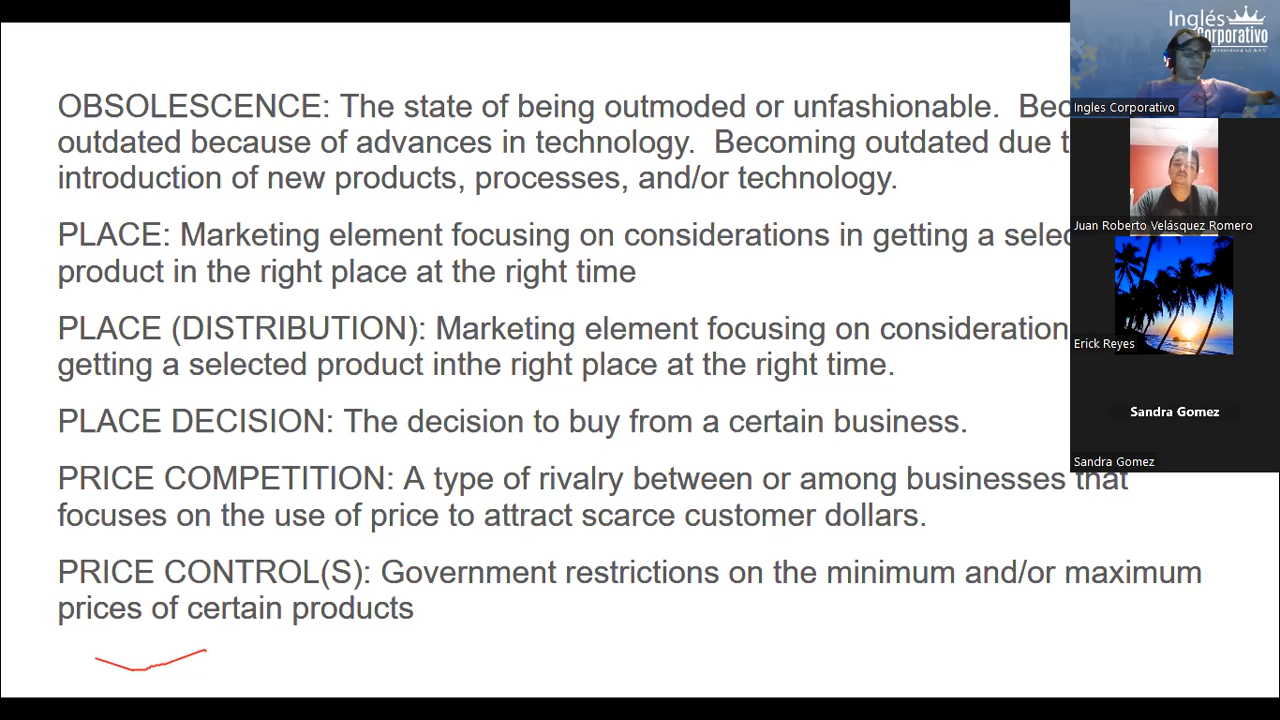 OBSOLESCENCE: The state of being outmoded or unfashionable. Bec
outdated because of advances in technology. Becoming outdated due t
introduction of new products, processes, and/or technology.
PLACE: Marketing element focusing on considerations in getting a selec
product in the right place at the right time
PLACE (DISTRIBUTION): Marketing element focusing on consideration
getting a selected product inthe right place at the right time.
PLACE DECISION: The decision to buy from a certain business.
PRICE COMPETITION: A type of rivalry between or among businesses that
focuses on the use of price to attract scarce customer dollars.
PRICE CONTROL(S): Government restrictions on the minimum and/or maximum
prices of certain products
Inglés
Corporativo
Ingles Corporativo
Juan Roberto Velásquez Romero
Erick Reyes
Sandra Gomez
Sandra Gomez